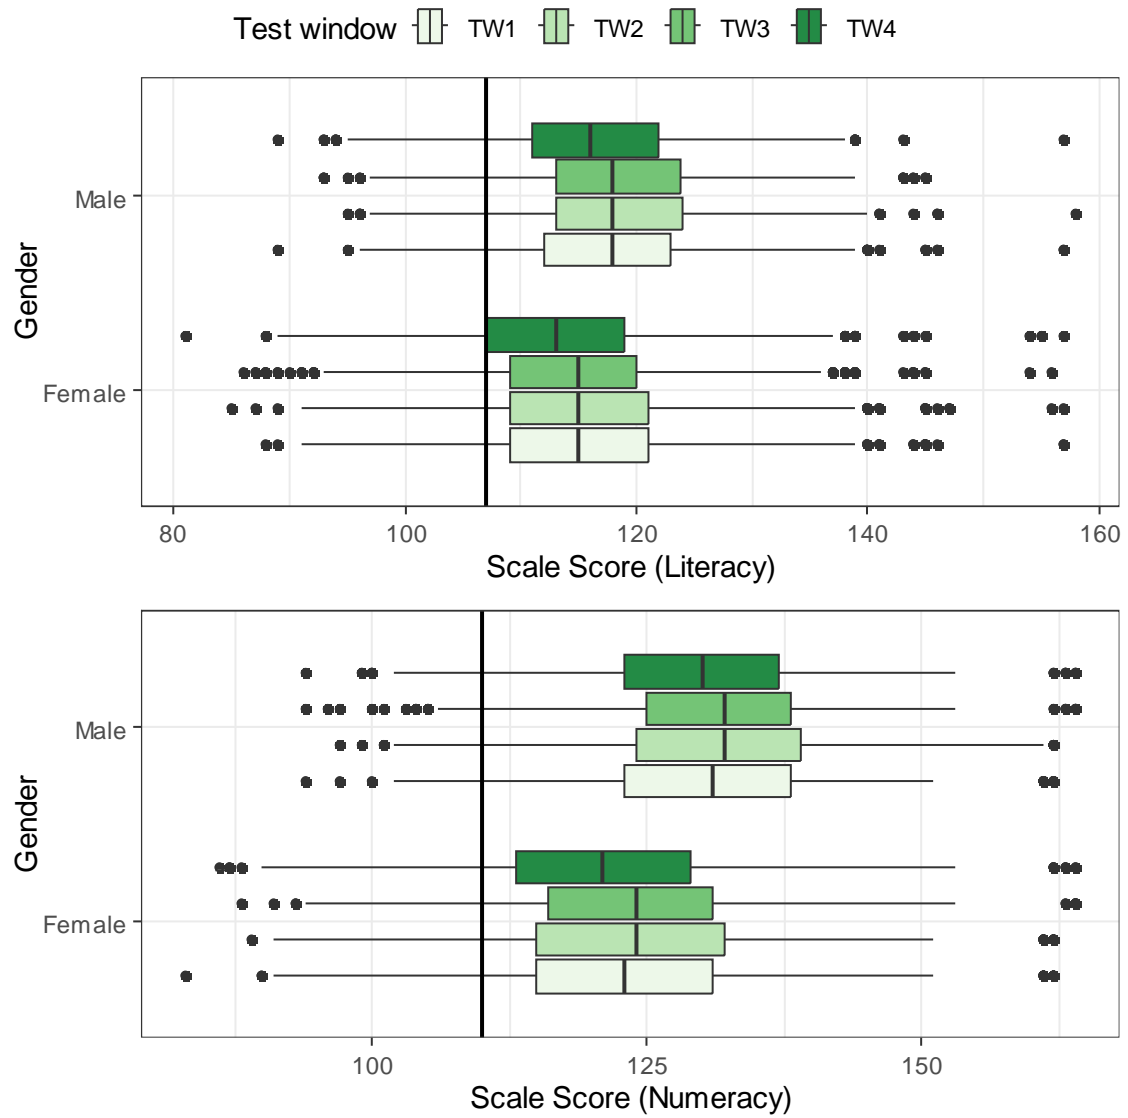 Test window TW1 TW2 TW3 TW4
Gender
Male
Female
80 100 120 140 160
Scale Score (Literacy)
Gender
Male
Female
100 125 150
Scale Score (Numeracy)